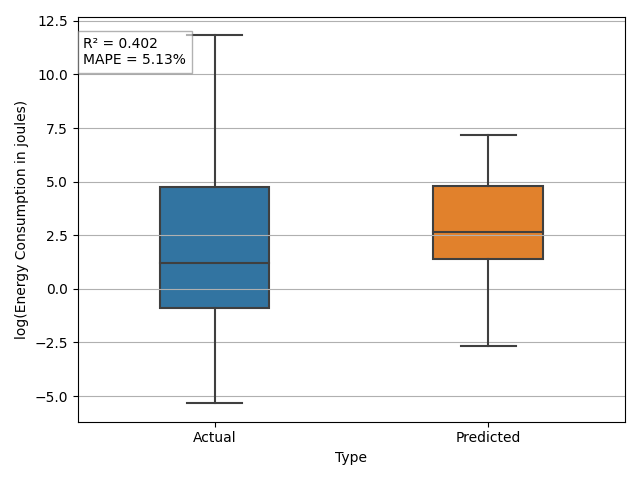 R² = 0.402
MAPE = 5.13%
12.5
10.0
7.5
5.0
2.5
0.0
−2.5
−5.0
log(Energy Consumption in joules)
Actual
Predicted
Type